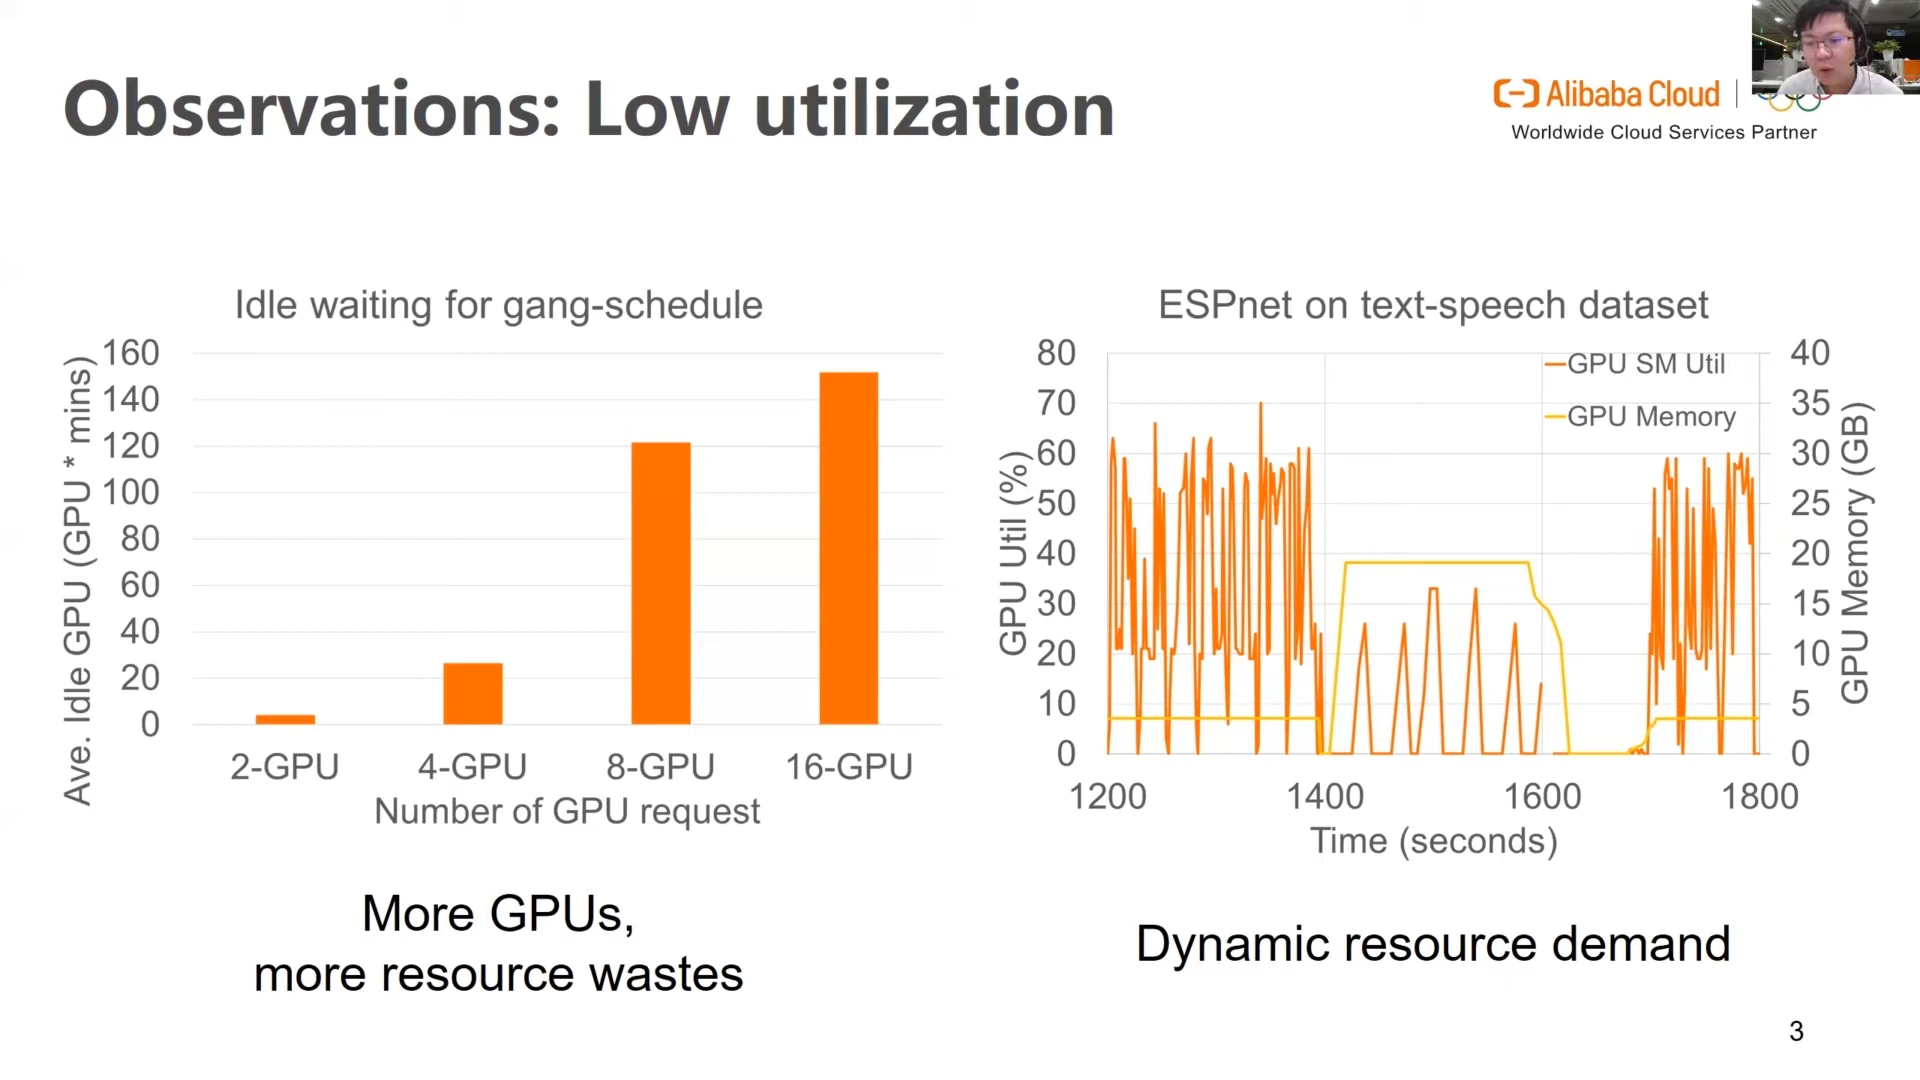 Observations: Low utilization
Alibaba Cloud
Worldwide Cloud Services Partner
Idle waiting for gang-schedule
Ave. Idle GPU (GPU * mins)
160
140
120
100
80
60
40
20
0
2-GPU
4-GPU
8-GPU
16-GPU
Number of GPU request
More GPUs,
more resource wastes
ESPnet on text-speech dataset
GPU Util (%)
80
70
60
50
40
30
20
10
0
GPU SM Util
GPU Memory
40
35
30
25
20
15
10
5
0
GPU Memory (GB)
1200
1400
1600
1800
Time (seconds)
Dynamic resource demand
3